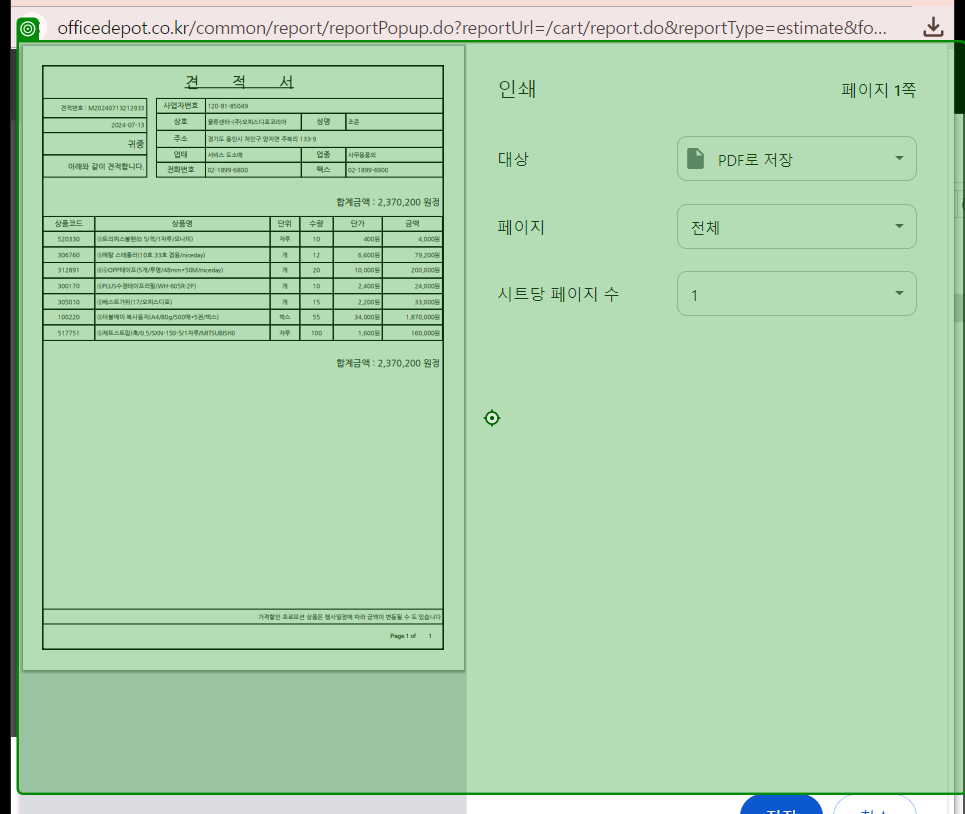 officedepot.co.kr/common/report/reportPopup.do?reportUrl=/cart/report.do&reportType=estimate&fo...
견 적 서
견적번호 : M20240713212933
2024-07-13
귀중
아래와 같이 견적합니다.
사업자번호 120-81-85049
상호 물류센터-(주)오피스디포코리아 성명 조준
주소 경기도 용인시 처인구 양지면 주북리 133-9
업태 서비스 도소매 업종 사무용품외
전화번호 02-1899-6800 팩스 02-1899-6900
합계금액 : 2,370,200 원정
상품코드 상품명 단위 수량 단가 금액
520330 트리피스볼펜(0.5/적/1자루/모나미) 자루 10 400원 4,000원
306760 메탈 스태플러(10호.33호 겸용/niceday) 개 12 6,600원 79,200원
312891 OPP테이프(5개/투명/48mm*50M/niceday) 개 20 10,000원 200,000원
300170 PLUS수정테이프리필(WH-605R-2P) 개 10 2,400원 24,000원
305010 베스트가위(17/오피스디포) 개 15 2,200원 33,000원
100220 더블에이 복사용지(A4/80g/500매*5권/박스) 박스 55 34,000원 1,870,000원
517751 제트스트림(흑/0.5/SXN-150-5/1자루/MITSUBISHI) 자루 100 1,600원 160,000원
합계금액 : 2,370,200 원정
가격할인 프로모션 상품은 행사일정에 따라 금액이 변동될 수 도 있습니다
Page 1 of 1
인쇄
페이지 1쪽
대상 PDF로 저장
페이지 전체
시트당 페이지 수 1